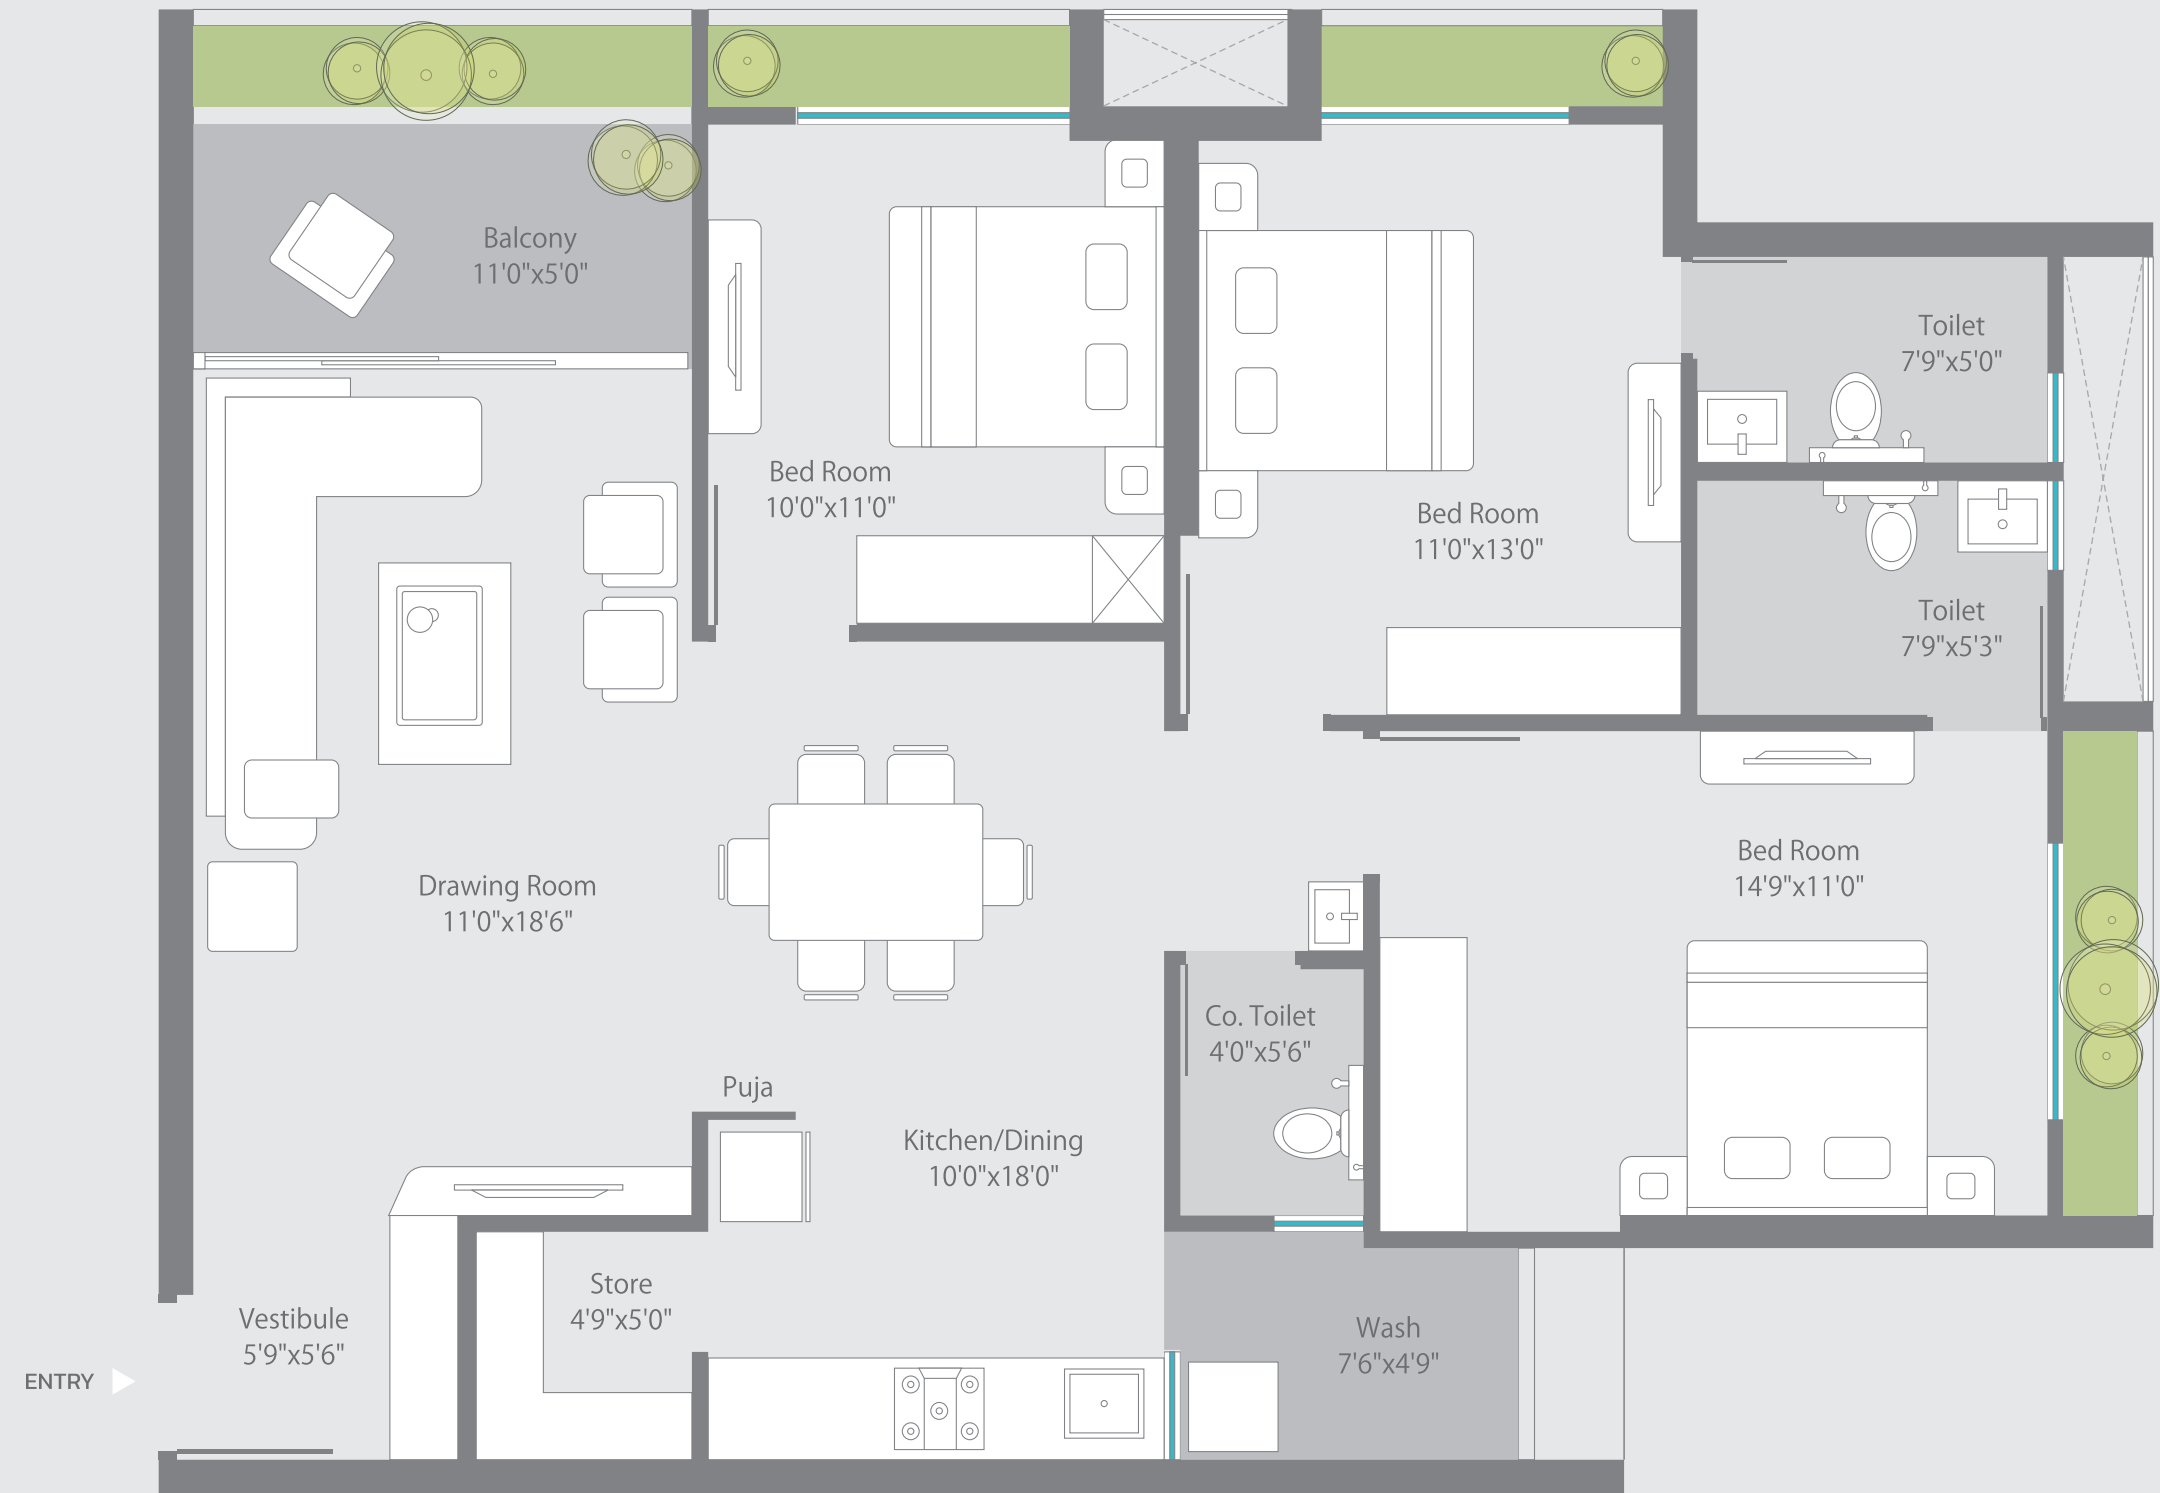 Balcony
11'0"x5'0"
Bed Room
10'0"x11'0"
Bed Room
11'0"x13'0"
Toilet
7'9"x5'0"
Toilet
7'9"x5'3"
Drawing Room
11'0"x18'6"
Bed Room
14'9"x11'0"
Co. Toilet
4'0"x5'6"
Puja
Kitchen/Dining
10'0"x18'0"
Store
4'9"x5'0"
Vestibule
5'9"x5'6"
Wash
7'6"x4'9"
ENTRY